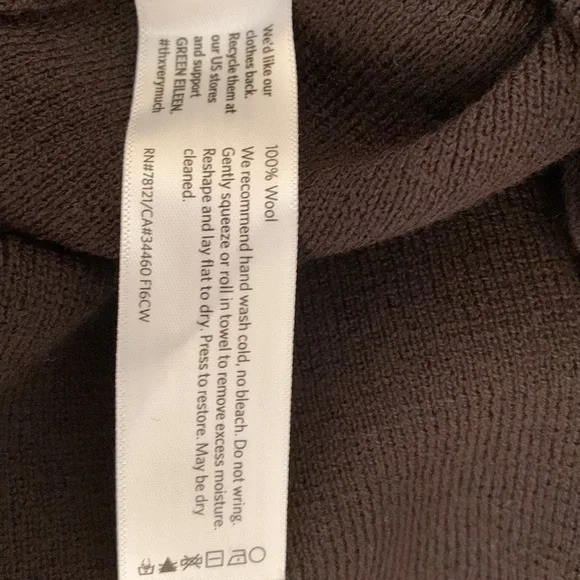 We'd like our
clothes back.
Recycle them at
our US stores
and support
GREEN EILEEN.
#thxverymuch
100% Wool
We recommend hand wash cold, no bleach. Do not wring.
Gently squeeze or roll in towel to remove excess moisture.
Reshape and lay flat to dry. Press to restore. May be dry
cleaned.
RN#78121/CA#34460 F16CW